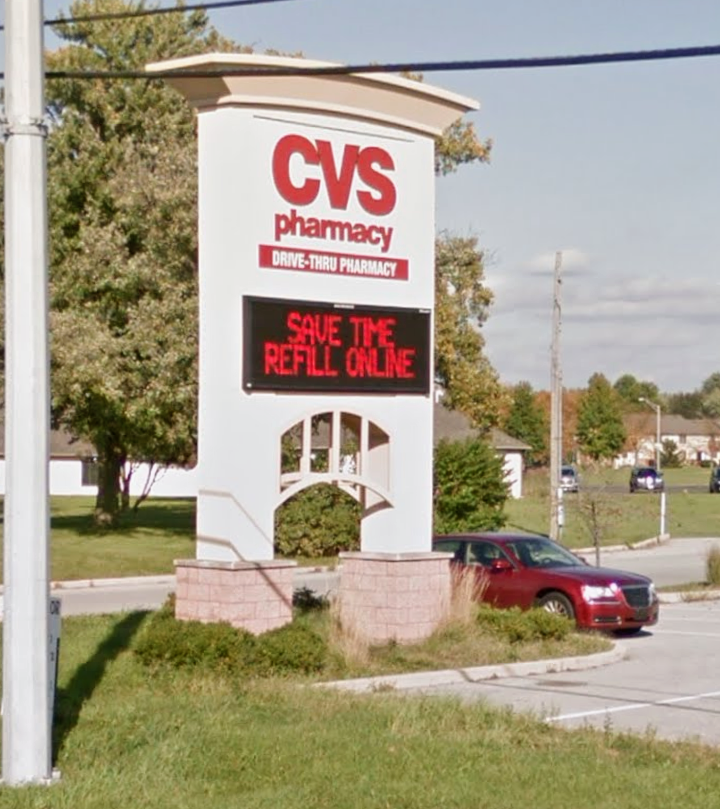 CVS
pharmacy
DRIVE-THRU PHARMACY
SAVE TIME
REFILL ONLINE